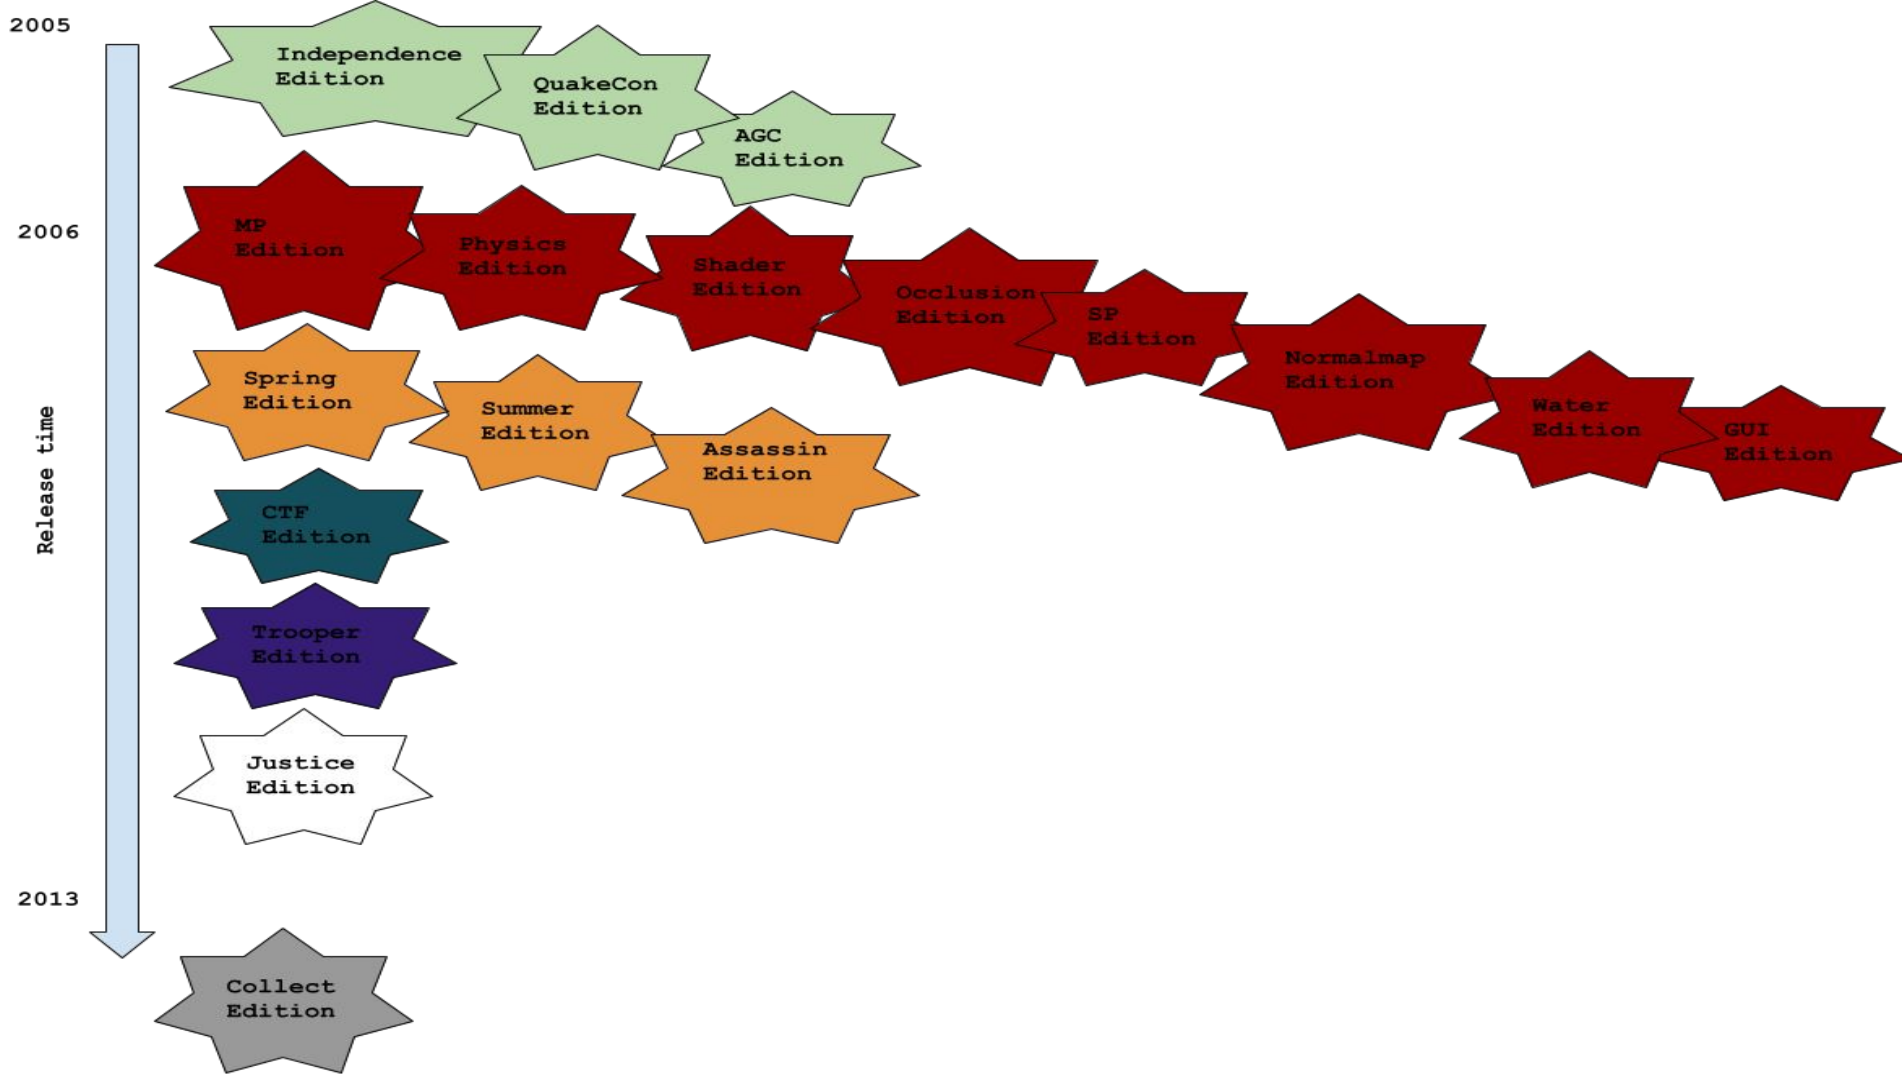 2005
Independence
Edition
QuakeCon
Edition
AGC
Edition
2006
MP
Edition
Physics
Edition
Shader
Edition
Occlusion
Edition
SP
Edition
Normalmap
Edition
Water
Edition
GUI
Edition
Spring
Edition
Summer
Edition
Assassin
Edition
Release time
CTF
Edition
Trooper
Edition
Justice
Edition
2013
Collect
Edition